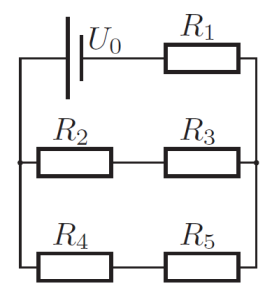 U₀ R₁
R₂ R₃
R₄ R₅